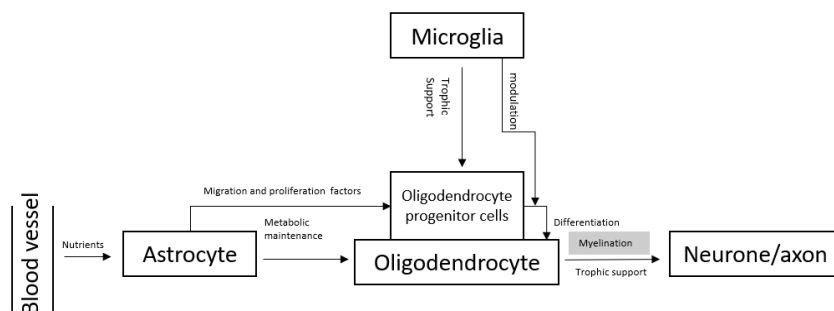 Microglia
Trophic
Support
modulation
Migration and proliferation factors
Oligodendrocyte
progenitor cells
Differentiation
Blood vessel
Nutrients
Astrocyte
Metabolic
maintenance
Oligodendrocyte
Myelination
Trophic support
Neurone/axon